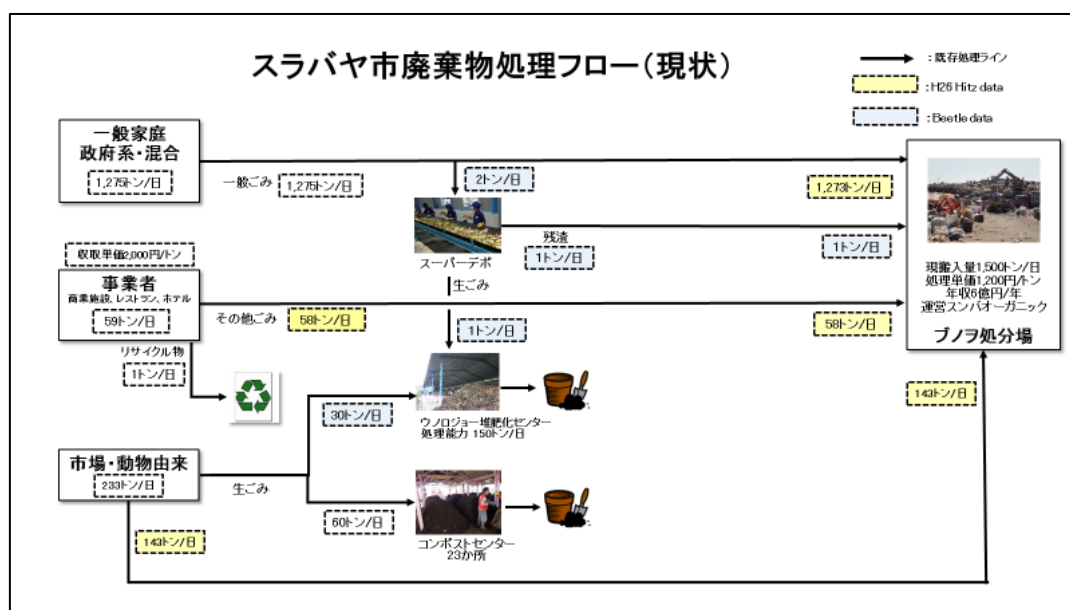 スラバヤ市廃棄物処理フロー(現状)
：既存処理ライン
：H26 Hitz data
：Beetle data
一般家庭
政府系・混合
1,275トン/日
一般ごみ
1,275トン/日
2トン/日
1,273トン/日
スーパーデポ
残渣
1トン/日
1トン/日
生ごみ
1トン/日
収取単価2,000円/トン
事業者
商業施設、レストラン、ホテル
59トン/日
その他ごみ
58トン/日
58トン/日
リサイクル物
1トン/日
現搬入量1,500トン/日
処理単価1,200円/トン
年収6億円/年
運営スンバオーガニック
ブノヲ処分場
143トン/日
30トン/日
ウノロジョー堆肥化センター
処理能力 150トン/日
市場・動物由来
233トン/日
生ごみ
60トン/日
コンポストセンター
23か所
143トン/日